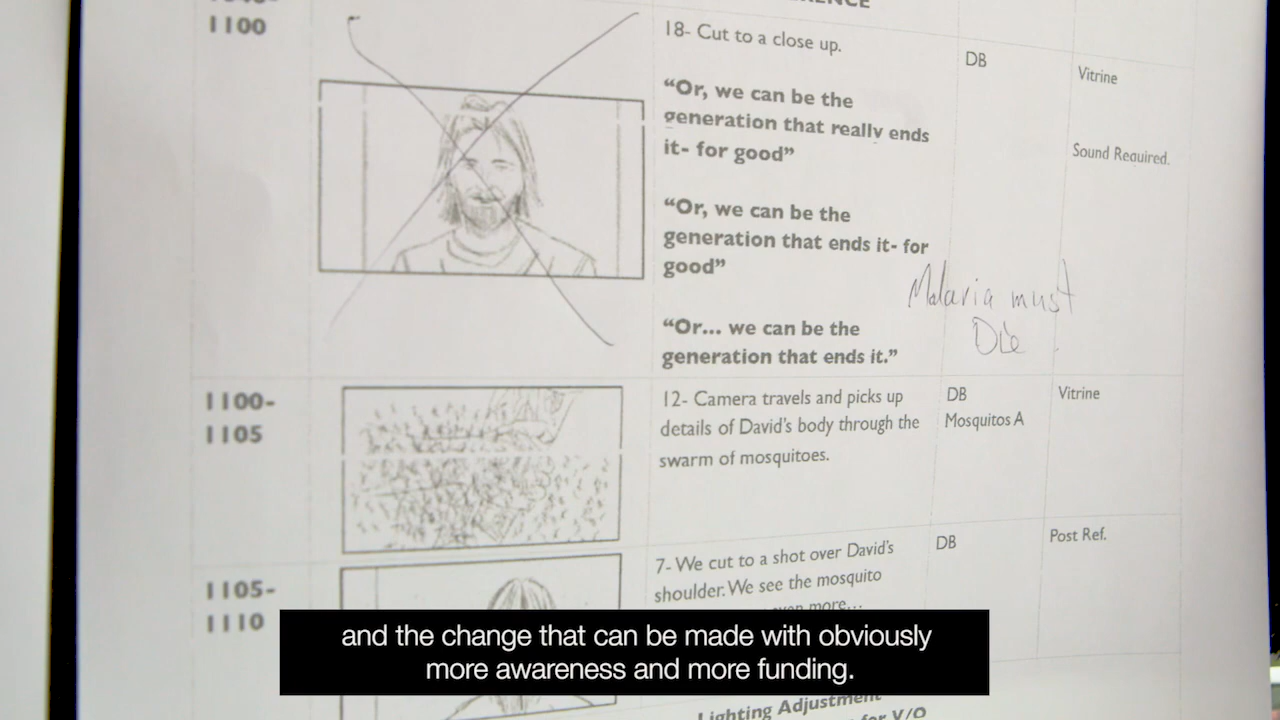 1100
18- Cut to a close up.
DB
Vitrine
“Or, we can be the
generation that really ends
it- for good”
Sound Required.
“Or, we can be the
generation that ends it- for
good”
Malaria must
Die
“Or... we can be the
generation that ends it.”
1100-
1105
12- Camera travels and picks up
details of David's body through the
swarm of mosquitoes.
DB
Mosquitos A
Vitrine
1105-
1110
7- We cut to a shot over David's
shoulder. We see the mosquito
more...
DB
Post Ref.
and the change that can be made with obviously
more awareness and more funding.
Lighting Adjustment
for V/O